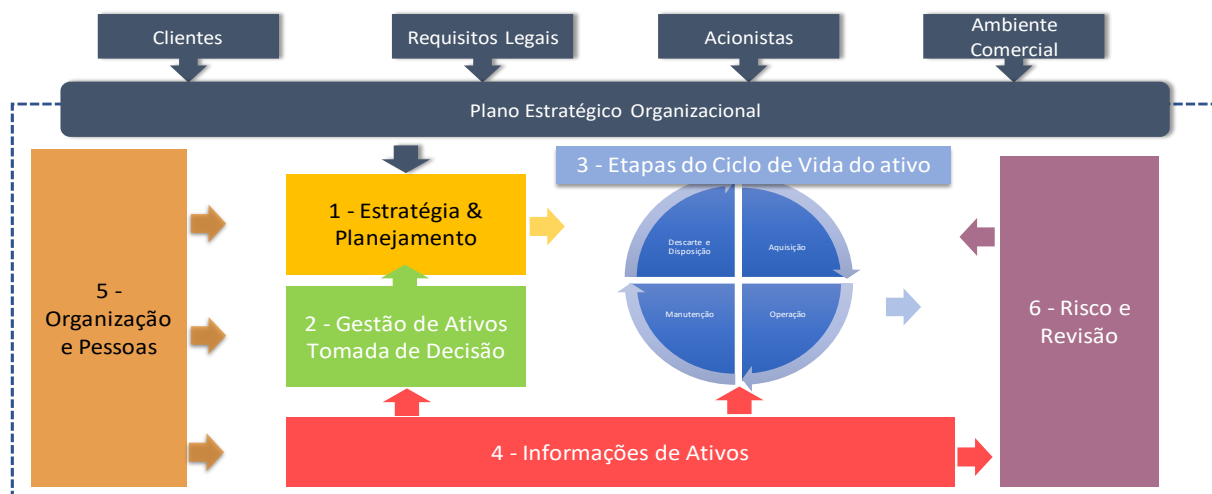 Clientes
Requisitos Legais
Acionistas
Ambiente
Comercial
Plano Estratégico Organizacional
3 - Etapas do Ciclo de Vida do ativo
1 - Estratégia &
Planejamento
Descarte e
Disposição
Aquisição
5 -
Organização
e Pessoas
2 - Gestão de Ativos
Tomada de Decisão
Manutenção
Operação
6 - Risco e
Revisão
4 - Informações de Ativos